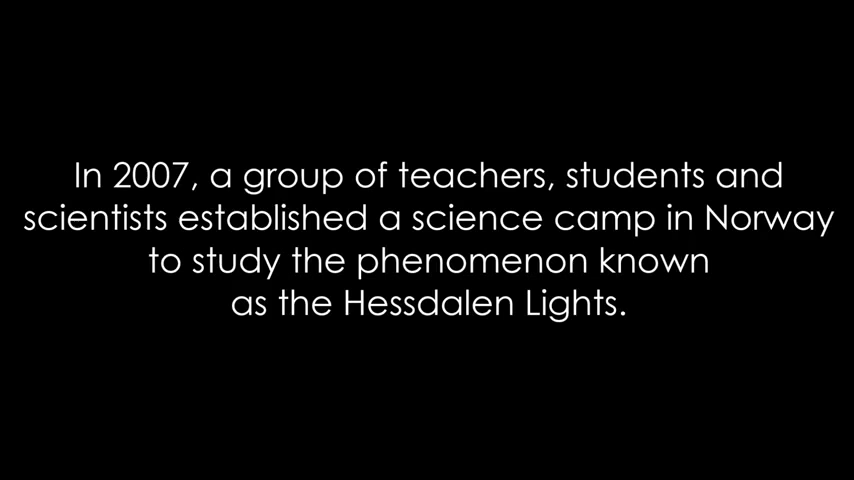 In 2007, a group of teachers, students and
scientists established a science camp in Norway
to study the phenomenon known
as the Hessdalen Lights.